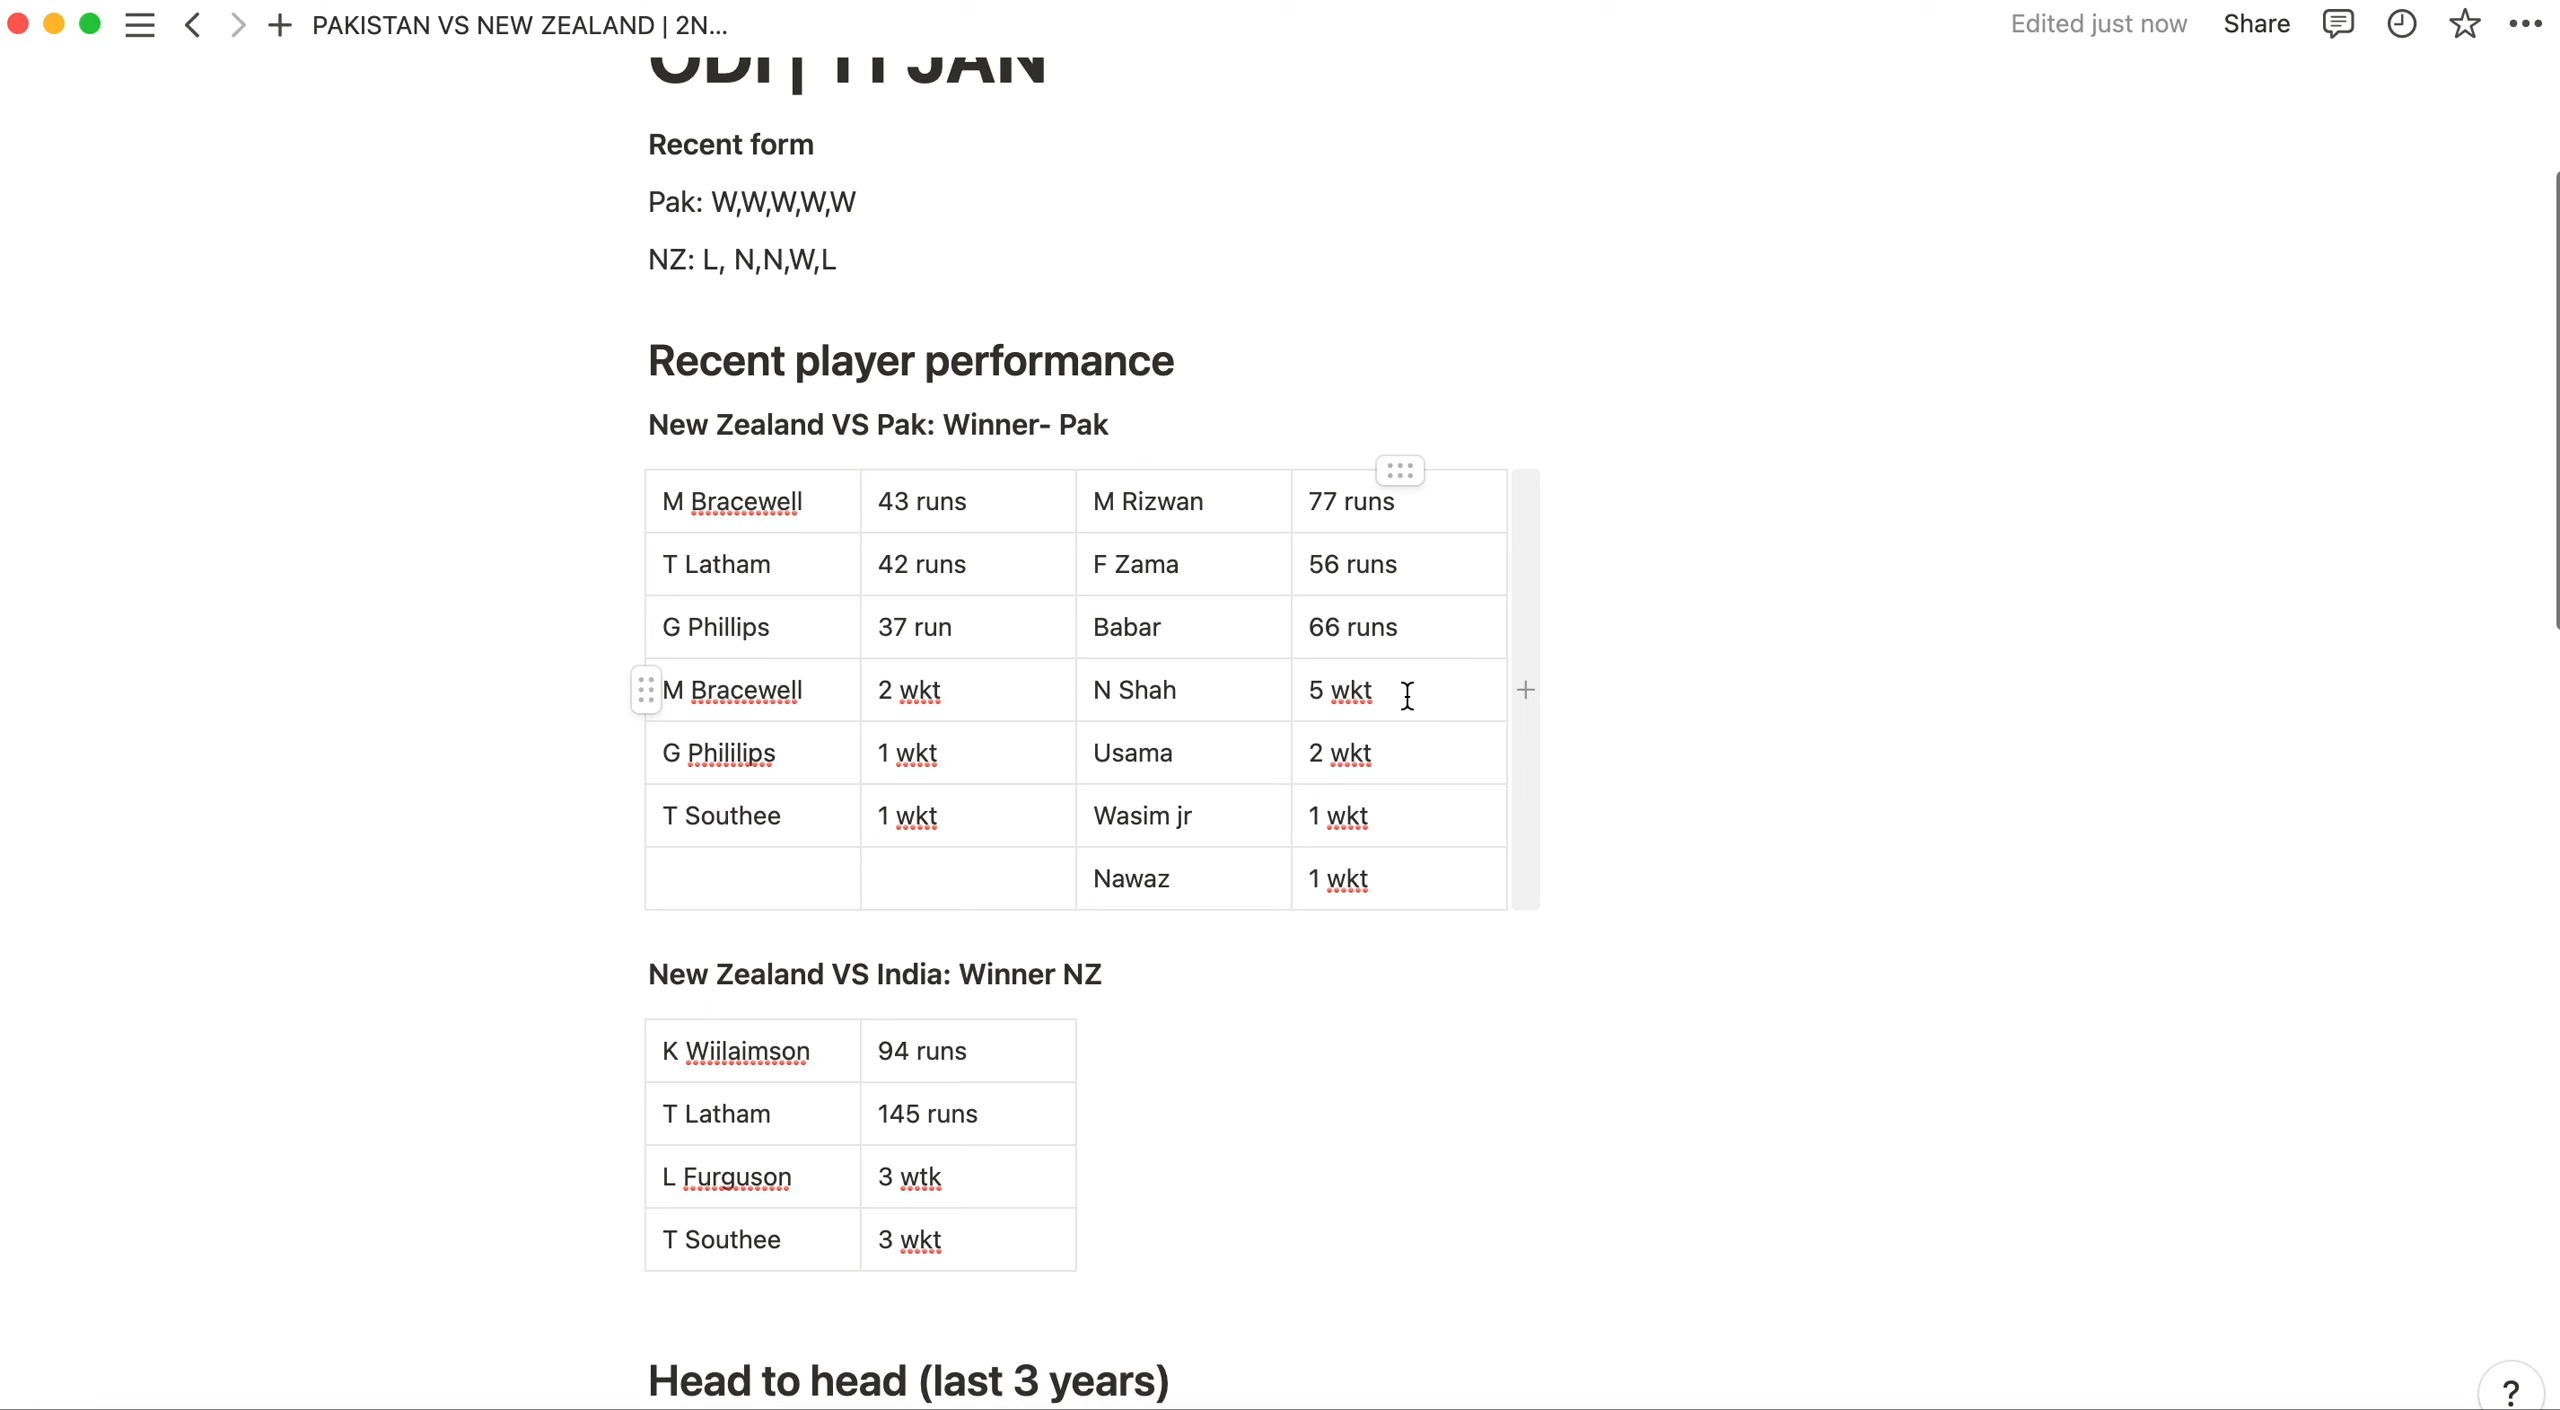 PAKISTAN VS NEW ZEALAND | 2N...
Edited just now
Share
ODI | 11 JAN
Recent form
Pak: W,W,W,W,W
NZ: L, N,N,W,L
Recent player performance
New Zealand VS Pak: Winner- Pak
M Bracewell 43 runs M Rizwan 77 runs
T Latham 42 runs F Zama 56 runs
G Phillips 37 run Babar 66 runs
M Bracewell 2 wkt N Shah 5 wkt
G Phililips 1 wkt Usama 2 wkt
T Southee 1 wkt Wasim jr 1 wkt
Nawaz 1 wkt
New Zealand VS India: Winner NZ
K Wiilaimson 94 runs
T Latham 145 runs
L Furguson 3 wtk
T Southee 3 wkt
Head to head (last 3 years)
?